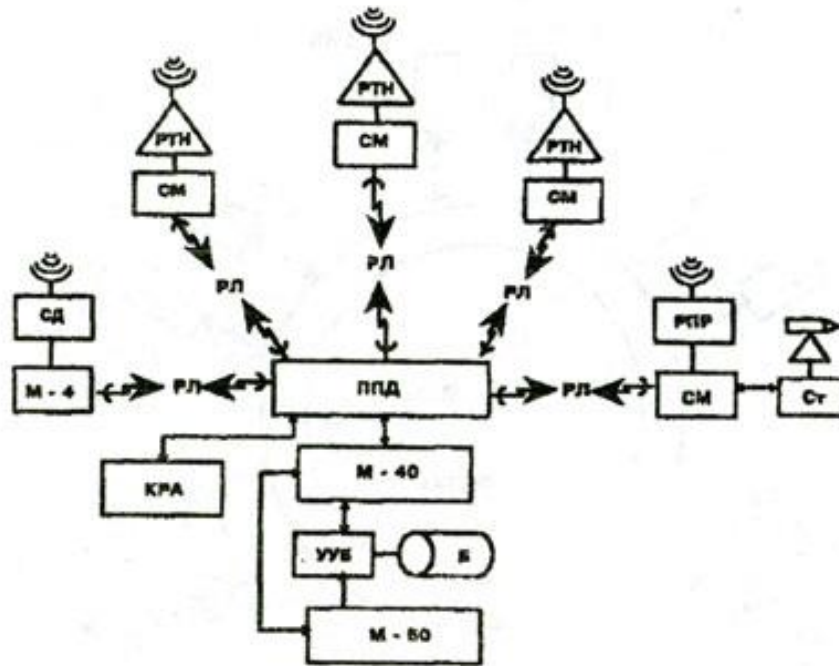 РТН
СМ
РТН
СМ
РТН
СМ
РЛ
РЛ
РЛ
СД
М - 4
РЛ
ППД
РЛ
РПР
СМ
Ст
КРА
М - 40
УУБ
Б
М - 50